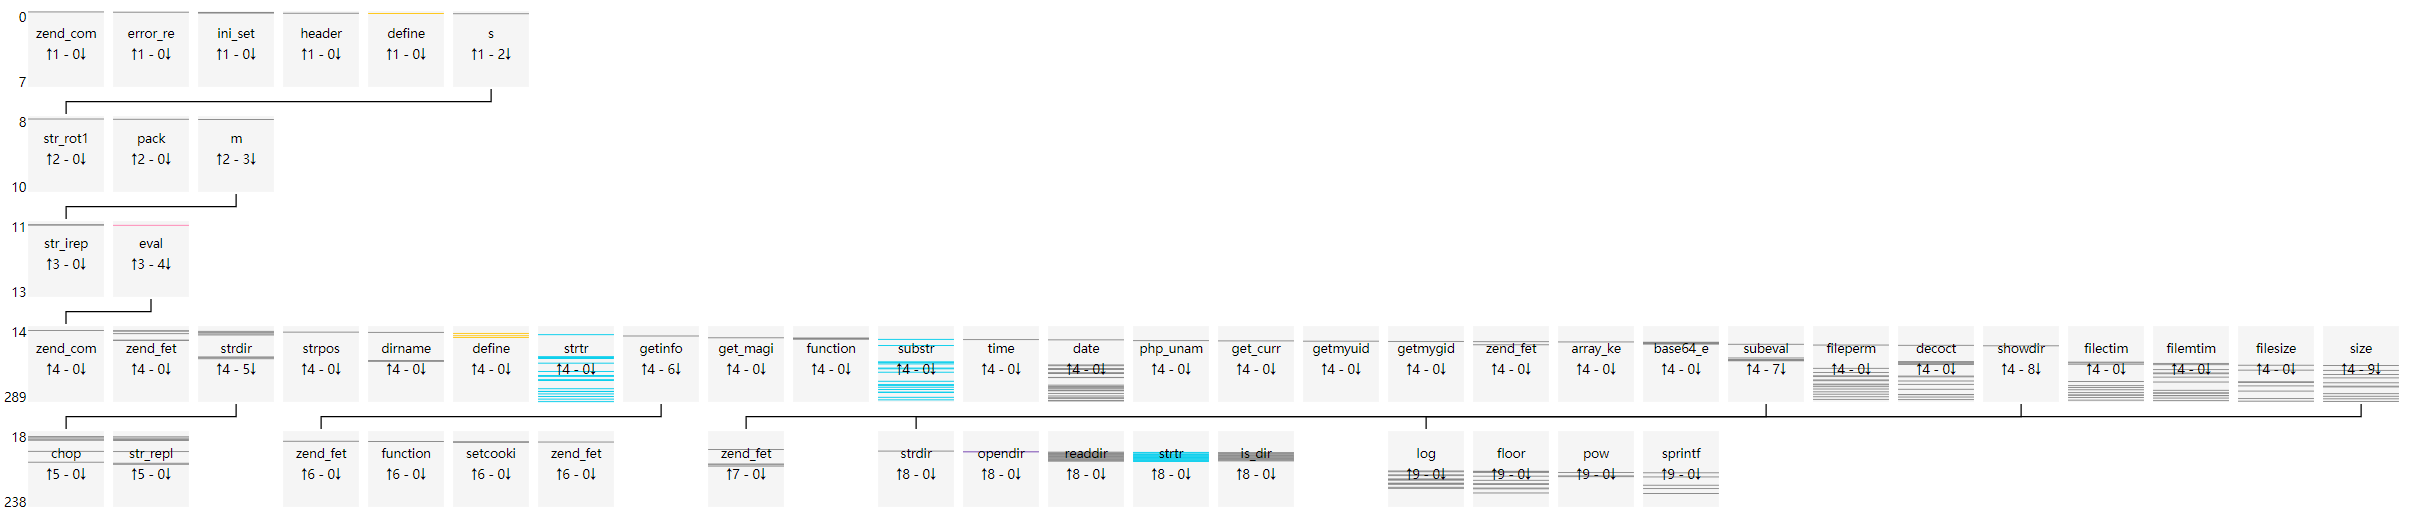 0
zend_com error_re ini_set header define s
↑1 - 0↓ ↑1 - 0↓ ↑1 - 0↓ ↑1 - 0↓ ↑1 - 0↓ ↑1 - 2↓
7
8
str_rot1 pack m
↑2 - 0↓ ↑2 - 0↓ ↑2 - 3↓
10
11
str_irep eval
↑3 - 0↓ ↑3 - 4↓
13
14
zend_com zend_fet strdir strpos dirname define strtr getinfo get_magi function substr time date php_unam get_curr getmyuid getmygid zend_fet array_ke base64_e subeval fileperm decoct showdir filectim filemtim filesize size
↑4 - 0↓ ↑4 - 0↓ ↑4 - 5↓ ↑4 - 0↓ ↑4 - 0↓ ↑4 - 0↓ ↑4 - 0↓ ↑4 - 6↓ ↑4 - 0↓ ↑4 - 0↓ ↑4 - 0↓ ↑4 - 0↓ ↑4 - 0↓ ↑4 - 0↓ ↑4 - 0↓ ↑4 - 0↓ ↑4 - 0↓ ↑4 - 0↓ ↑4 - 0↓ ↑4 - 0↓ ↑4 - 7↓ ↑4 - 0↓ ↑4 - 0↓ ↑4 - 8↓ ↑4 - 0↓ ↑4 - 0↓ ↑4 - 0↓ ↑4 - 9↓
289
18
chop str_repl zend_fet function setcooki zend_fet zend_fet strdir opendir readdir strtr is_dir log floor pow sprintf
↑5 - 0↓ ↑5 - 0↓ ↑6 - 0↓ ↑6 - 0↓ ↑6 - 0↓ ↑6 - 0↓ ↑7 - 0↓ ↑8 - 0↓ ↑8 - 0↓ ↑8 - 0↓ ↑8 - 0↓ ↑8 - 0↓ ↑9 - 0↓ ↑9 - 0↓ ↑9 - 0↓ ↑9 - 0↓
238